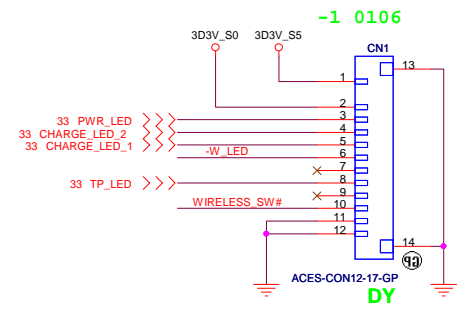 -1 0106
3D3V_S0 3D3V_S5
CN1
13
1
2
33 PWR_LED 3
33 CHARGE_LED_2 4
33 CHARGE_LED_1 5
-W_LED 6
7
33 TP_LED 8
9
WIRELESS_SW# 10
11
12
14
ACES-CON12-17-GP
DY